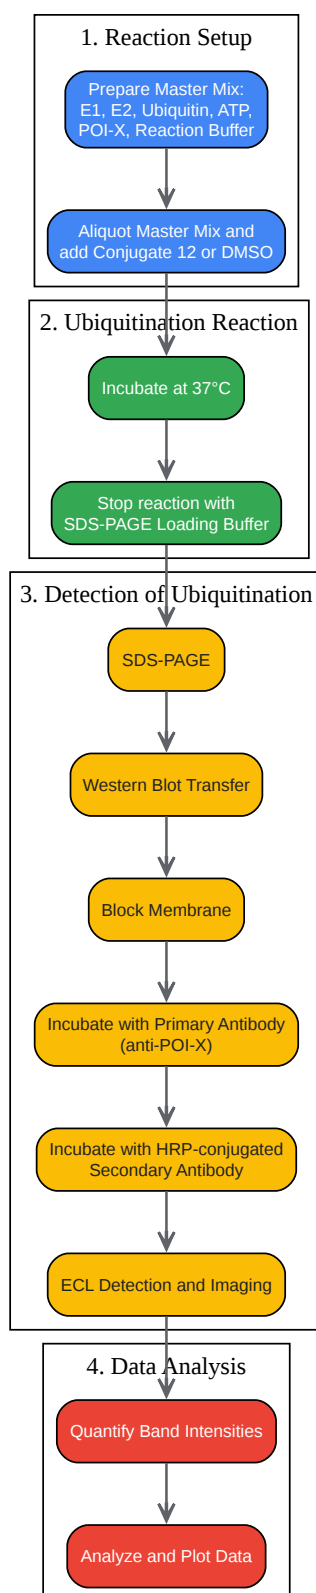 1. Reaction Setup
Prepare Master Mix:
E1, E2, Ubiquitin, ATP,
POI-X, Reaction Buffer
Aliquot Master Mix and
add Conjugate 12 or DMSO
2. Ubiquitination Reaction
Incubate at 37°C
Stop reaction with
SDS-PAGE Loading Buffer
3. Detection of Ubiquitination
SDS-PAGE
Western Blot Transfer
Block Membrane
Incubate with Primary Antibody
(anti-POI-X)
Incubate with HRP-conjugated
Secondary Antibody
ECL Detection and Imaging
4. Data Analysis
Quantify Band Intensities
Analyze and Plot Data